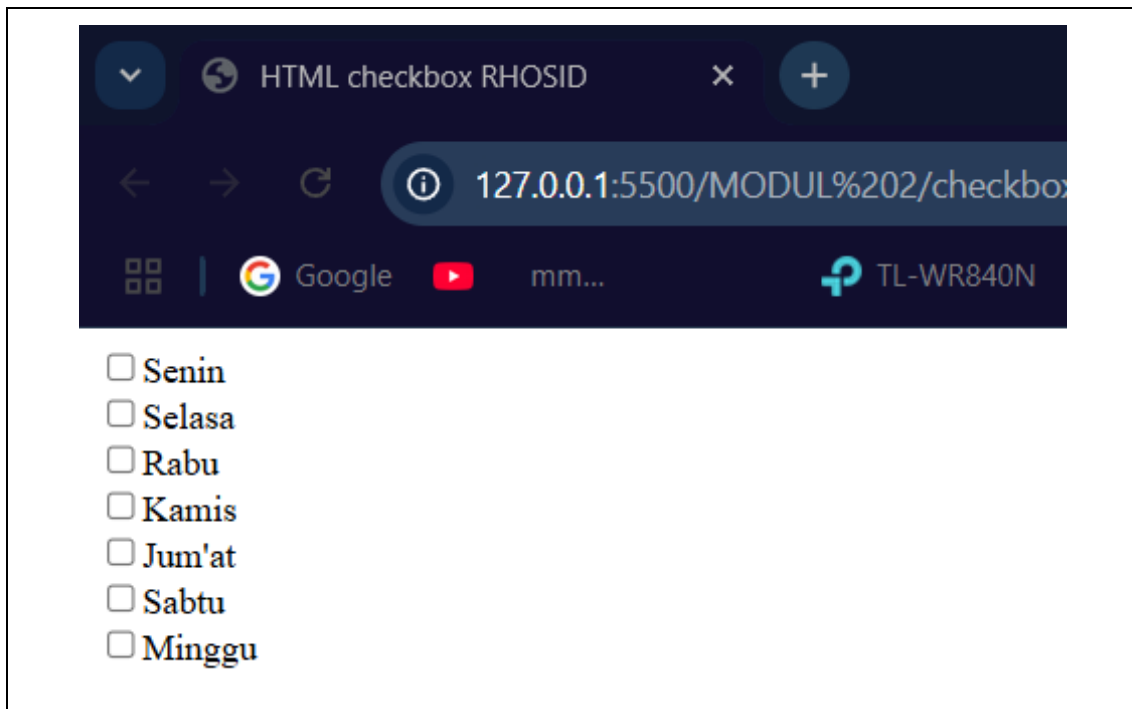 HTML checkbox RHOSID
127.0.0.1:5500/MODUL%202/checkbox
Google mm... TL-WR840N
Senin
Selasa
Rabu
Kamis
Jum'at
Sabtu
Minggu